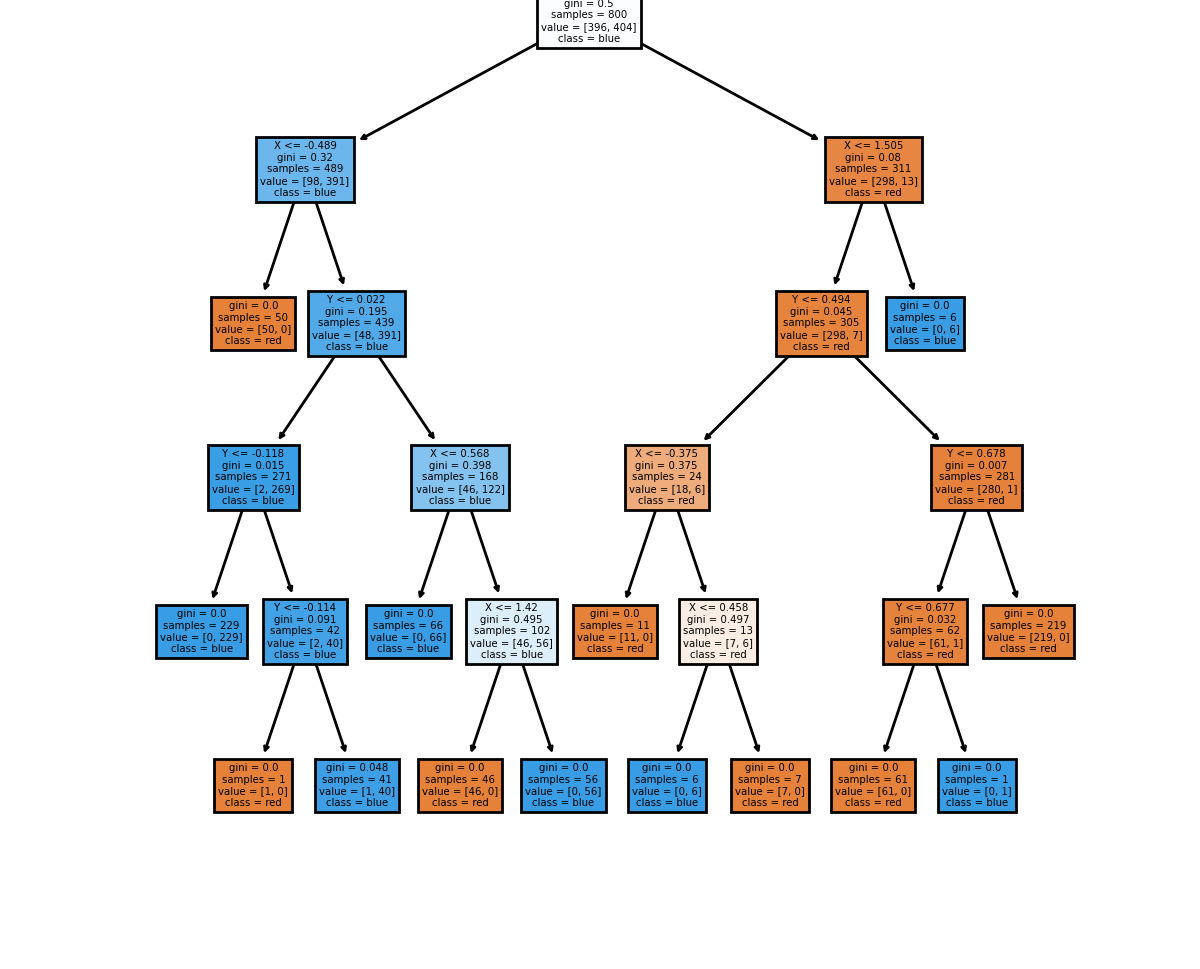 gini = 0.5
samples = 800
value = [396, 404]
class = blue
X <= -0.489
gini = 0.32
samples = 489
value = [98, 391]
class = blue
X <= 1.505
gini = 0.08
samples = 311
value = [298, 13]
class = red
gini = 0.0
samples = 50
value = [50, 0]
class = red
Y <= 0.022
gini = 0.195
samples = 439
value = [48, 391]
class = blue
Y <= 0.494
gini = 0.045
samples = 305
value = [298, 7]
class = red
gini = 0.0
samples = 6
value = [0, 6]
class = blue
Y <= -0.118
gini = 0.015
samples = 271
value = [2, 269]
class = blue
X <= 0.568
gini = 0.398
samples = 168
value = [46, 122]
class = blue
X <= -0.375
gini = 0.375
samples = 24
value = [18, 6]
class = red
Y <= 0.678
gini = 0.007
samples = 281
value = [280, 1]
class = red
gini = 0.0
samples = 229
value = [0, 229]
class = blue
Y <= -0.114
gini = 0.091
samples = 42
value = [2, 40]
class = blue
gini = 0.0
samples = 66
value = [0, 66]
class = blue
X <= 1.42
gini = 0.495
samples = 102
value = [46, 56]
class = blue
gini = 0.0
samples = 11
value = [11, 0]
class = red
X <= 0.458
gini = 0.497
samples = 13
value = [7, 6]
class = red
Y <= 0.677
gini = 0.032
samples = 62
value = [61, 1]
class = red
gini = 0.0
samples = 219
value = [219, 0]
class = red
gini = 0.0
samples = 1
value = [1, 0]
class = red
gini = 0.048
samples = 41
value = [1, 40]
class = blue
gini = 0.0
samples = 46
value = [46, 0]
class = red
gini = 0.0
samples = 56
value = [0, 56]
class = blue
gini = 0.0
samples = 6
value = [0, 6]
class = blue
gini = 0.0
samples = 7
value = [7, 0]
class = red
gini = 0.0
samples = 61
value = [61, 0]
class = red
gini = 0.0
samples = 1
value = [0, 1]
class = blue